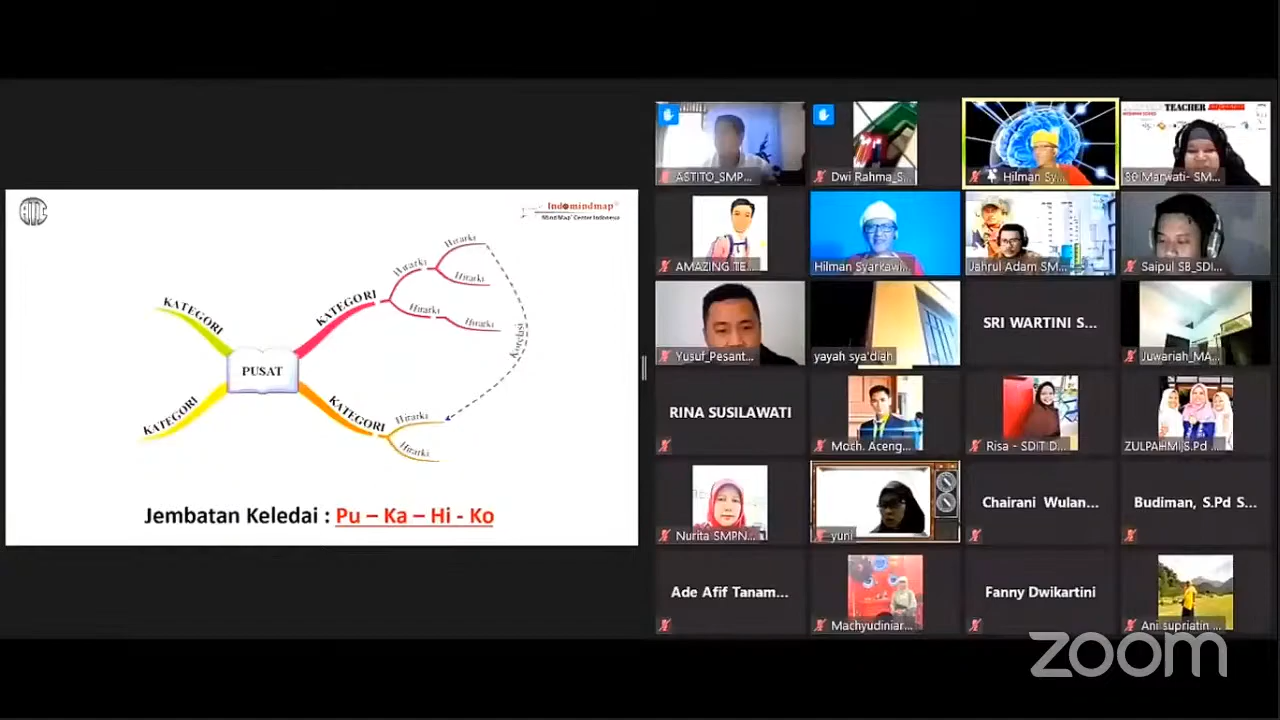 Indomindmap®
Mind Map® Center Indonesia
Hirarki
Hirarki
Hirarki
Hirarki
Hirarki
KATEGORI
KATEGORI
Korelasi
PUSAT
KATEGORI
KATEGORI
Hirarki
Hirarki
Jembatan Keledai : Pu – Ka – Hi - Ko
ASTITO_SMP...
Dwi Rahma_S...
Hilman Sy...
TEACHER
Marwati- SM...
AMAZING TE...
Hilman Syarkawi...
Jahrul Adam SM...
Saipul SB_SDI...
Yusuf_Pesant...
yayah sya'diah
SRI WARTINI S...
Juwariah_MA...
RINA SUSILAWATI
Moch. Aceng...
Risa - SDIT D...
ZULPAHMI,S.Pd ...
Nurita SMPN...
yuni
Chairani Wulan...
Budiman, S.Pd S...
Ade Afif Tanam...
Machyudiniar...
Fanny Dwikartini
Ani supriatin ...
zoom